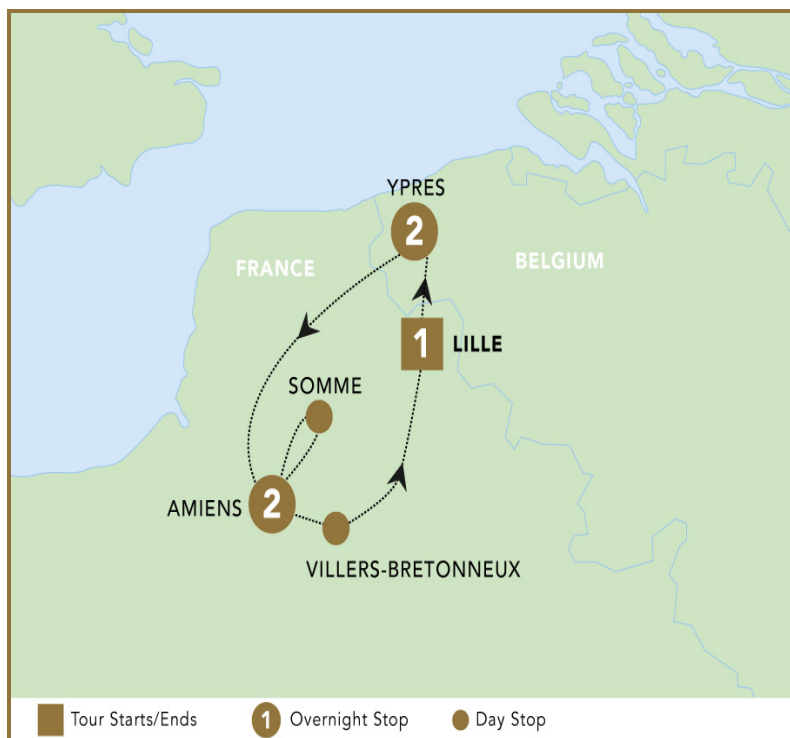 YPRES
2
FRANCE
BELGIUM
1 LILLE
SOMME
AMIENS 2
VILLERS-BRETONNEUX
Tour Starts/Ends 1 Overnight Stop Day Stop